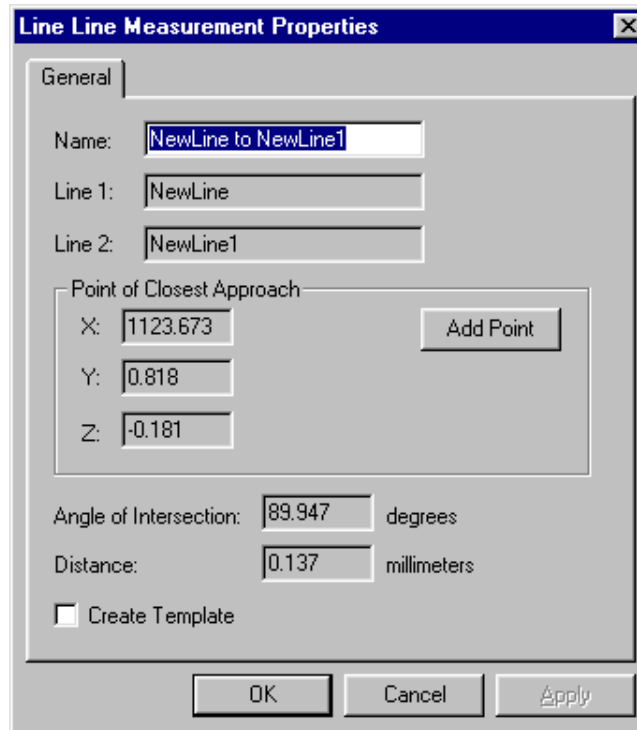 Line Line Measurement Properties
General
Name: NewLine to NewLine1
Line 1: NewLine
Line 2: NewLine1
Point of Closest Approach
X: 1123.673
Add Point
Y: 0.818
Z: -0.181
Angle of Intersection: 89.947 degrees
Distance: 0.137 millimeters
Create Template
OK Cancel Apply